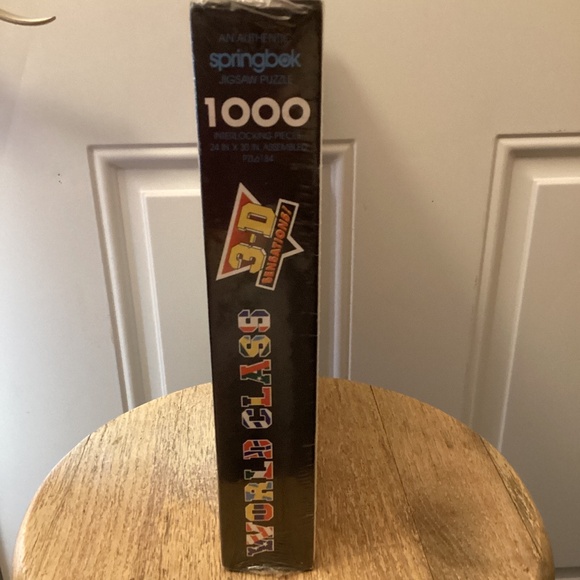 AN AUTHENTIC
springbok
JIGSAW PUZZLE
1000
INTERLOCKING PIECES
24 IN X 30 IN ASSEMBLED
3-D
SENSATIONS!
WORLD CLASS